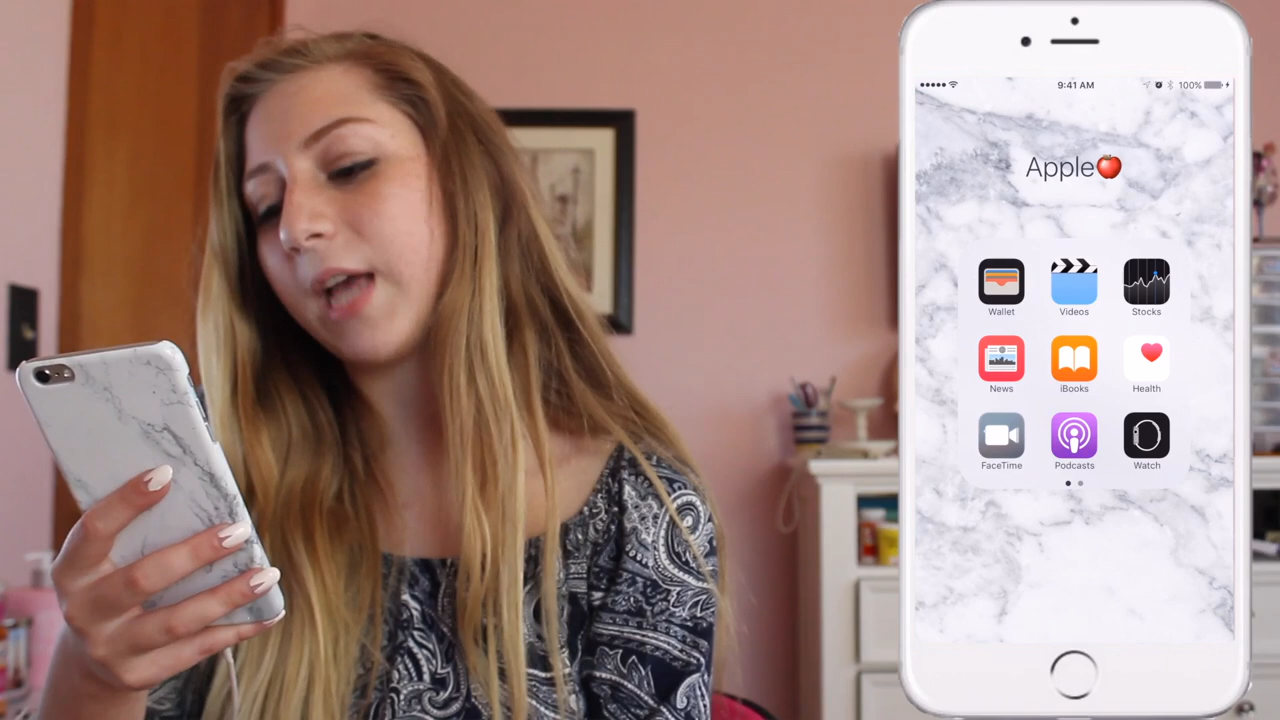 9:41 AM 100%
Apple🍎
Wallet Videos Stocks
News iBooks Health
FaceTime Podcasts Watch